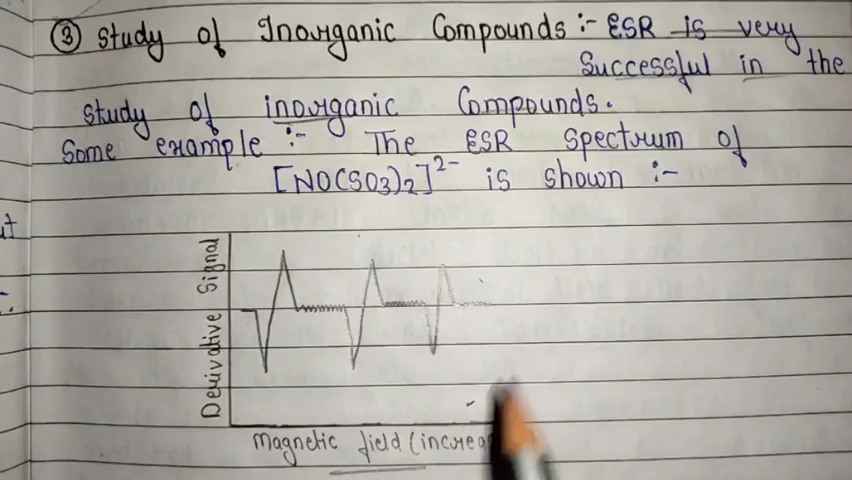 ③ Study of Inorganic Compounds :- ESR is very
Successful in the
study of inorganic Compounds.
Some example :- The ESR Spectrum of
[NO(SO3)2]2- is shown :-
Derivative Signal
Magnetic field (increa